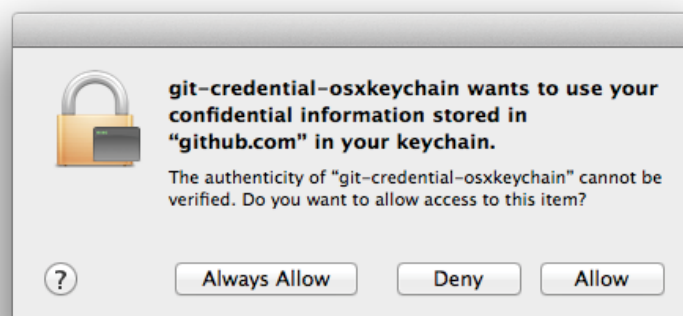 git-credential-osxkeychain wants to use your
confidential information stored in
“github.com” in your keychain.
The authenticity of “git-credential-osxkeychain” cannot be
verified. Do you want to allow access to this item?
?
Always Allow
Deny
Allow